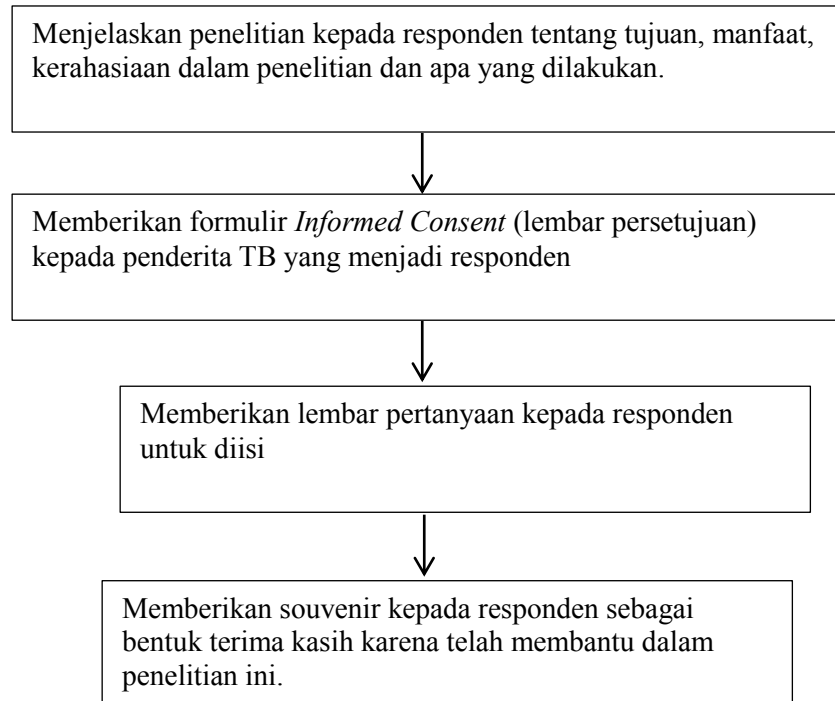 Menjelaskan penelitian kepada responden tentang tujuan, manfaat,
kerahasiaan dalam penelitian dan apa yang dilakukan.
Memberikan formulir Informed Consent (lembar persetujuan)
kepada penderita TB yang menjadi responden
Memberikan lembar pertanyaan kepada responden
untuk diisi
Memberikan souvenir kepada responden sebagai
bentuk terima kasih karena telah membantu dalam
penelitian ini.